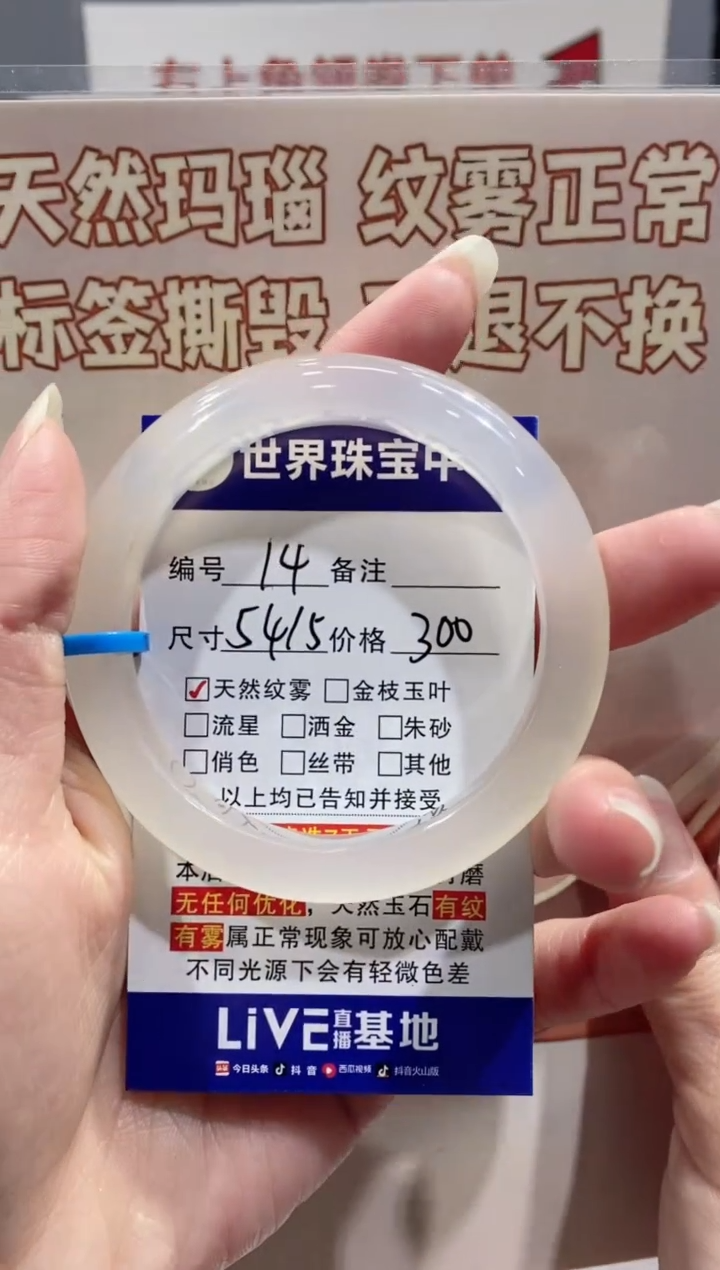 天然玛瑙 纹雾正常
标签撕毁 退不换
世界珠宝中
编号 14 备注
尺寸 5415 价格 300
☑天然纹雾 □金枝玉叶
□流星 □洒金 □朱砂
□俏色 □丝带 □其他
以上均已告知并接受
本 磨
无任何优化，天然玉石有纹
有雾属正常现象可放心配戴
不同光源下会有轻微色差
LiVE直播基地
今日头条 抖音 西瓜视频 抖音火山版